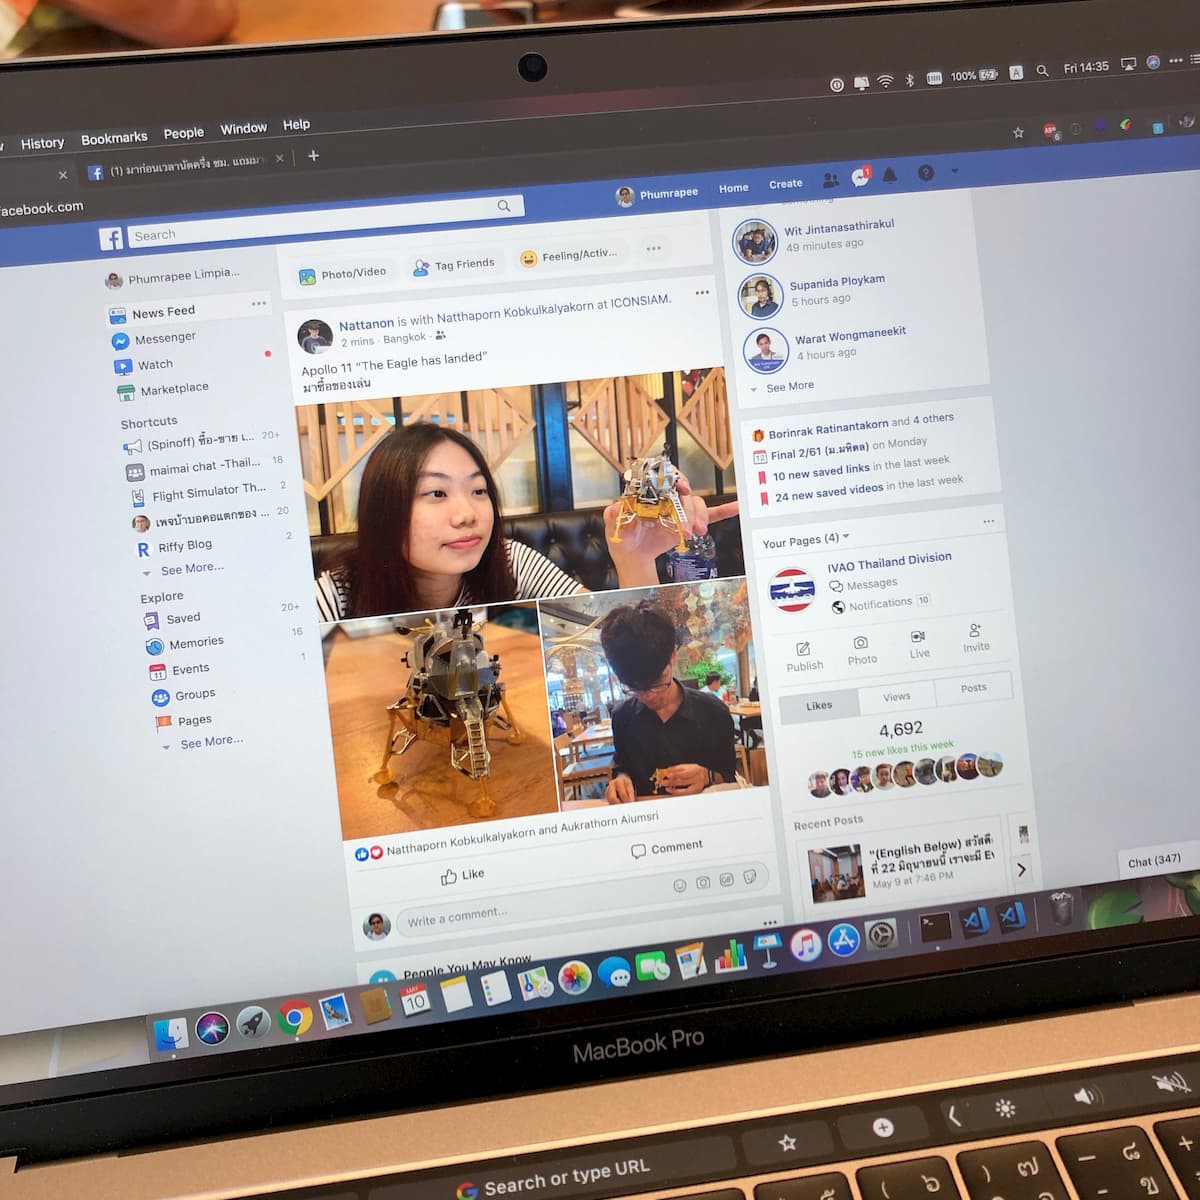 History Bookmarks People Window Help
100% A Fri 14:35
(1) มาก่อนเวลานัดครึ่ง ชม. แถมมา
acebook.com
Search
Phumrapee Home Create
1
Phumrapee Limpia...
News Feed
Messenger
Watch
Marketplace
Shortcuts
(Spinoff) ซื้อ-ขาย เ... 20+
maimai chat -Thail... 18
Flight Simulator Th... 2
เพจบ้าบอคอแตกของ ... 20
Riffy Blog 2
See More...
Explore
Saved 20+
Memories 16
Events 1
Groups
Pages
See More...
Photo/Video Tag Friends Feeling/Activ...
Nattanon is with Natthaporn Kobkulkalyakorn at ICONSIAM.
2 mins · Bangkok ·
Apollo 11 "The Eagle has landed"
มาซื้อของเล่น
Natthaporn Kobkulkalyakorn and Aukrathorn Aiumsri
Like Comment
Write a comment...
GIF
People You May Know
Wit Jintanasathirakul
49 minutes ago
Supanida Ploykam
5 hours ago
Warat Wongmaneekit
4 hours ago
See More
Borinrak Ratinantakorn and 4 others
Final 2/61 (ม.มหิดล) on Monday
10 new saved links in the last week
24 new saved videos in the last week
Your Pages (4)
IVAO Thailand Division
Messages
Notifications 10
Publish Photo Live Invite
Likes Views Posts
4,692
15 new likes this week
Recent Posts
"(English Below) สวัสดี
ที่ 22 มิถุนายนนี้ เราจะมี Ev
May 9 at 7:46 PM
Chat (347)
MAY
10
MacBook Pro
Search or type URL